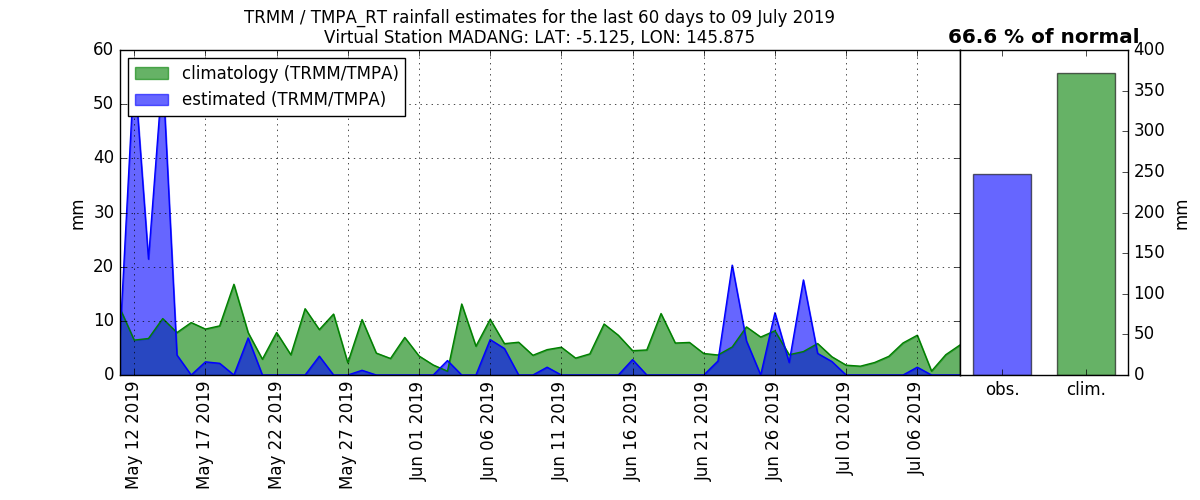 TRMM / TMPA_RT rainfall estimates for the last 60 days to 09 July 2019
Virtual Station MADANG: LAT: -5.125, LON: 145.875
66.6 % of normal
climatology (TRMM/TMPA)
estimated (TRMM/TMPA)
60
50
40
30
20
10
0
mm
May 12 2019
May 17 2019
May 22 2019
May 27 2019
Jun 01 2019
Jun 06 2019
Jun 11 2019
Jun 16 2019
Jun 21 2019
Jun 26 2019
Jul 01 2019
Jul 06 2019
obs.
clim.
400
350
300
250
200
150
100
50
0
mm